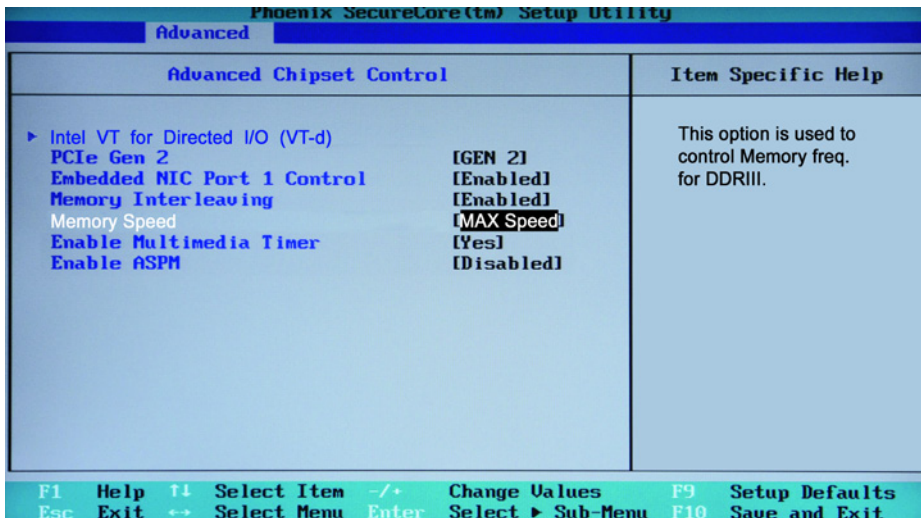 Phoenix SecureCore(tm) Setup Utility
Advanced
Advanced Chipset Control
Item Specific Help
▶ Intel VT for Directed I/O (VT-d)
PCIe Gen 2 [GEN 2]
Embedded NIC Port 1 Control [Enabled]
Memory Interleaving [Enabled]
Memory Speed [MAX Speed]
Enable Multimedia Timer [Yes]
Enable ASPM [Disabled]
This option is used to
control Memory freq.
for DDRIII.
F1 Help ↑↓ Select Item -/+ Change Values F9 Setup Defaults
Esc Exit ↔ Select Menu Enter Select ▶ Sub-Menu F10 Save and Exit